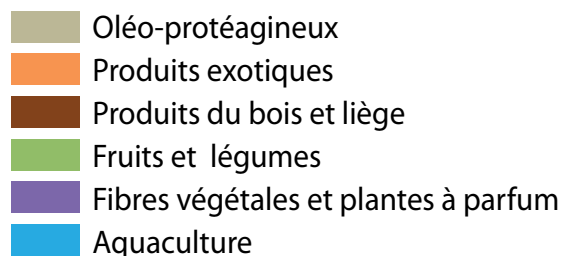 Oléo-protéagineux
Produits exotiques
Produits du bois et liège
Fruits et légumes
Fibres végétales et plantes à parfum
Aquaculture